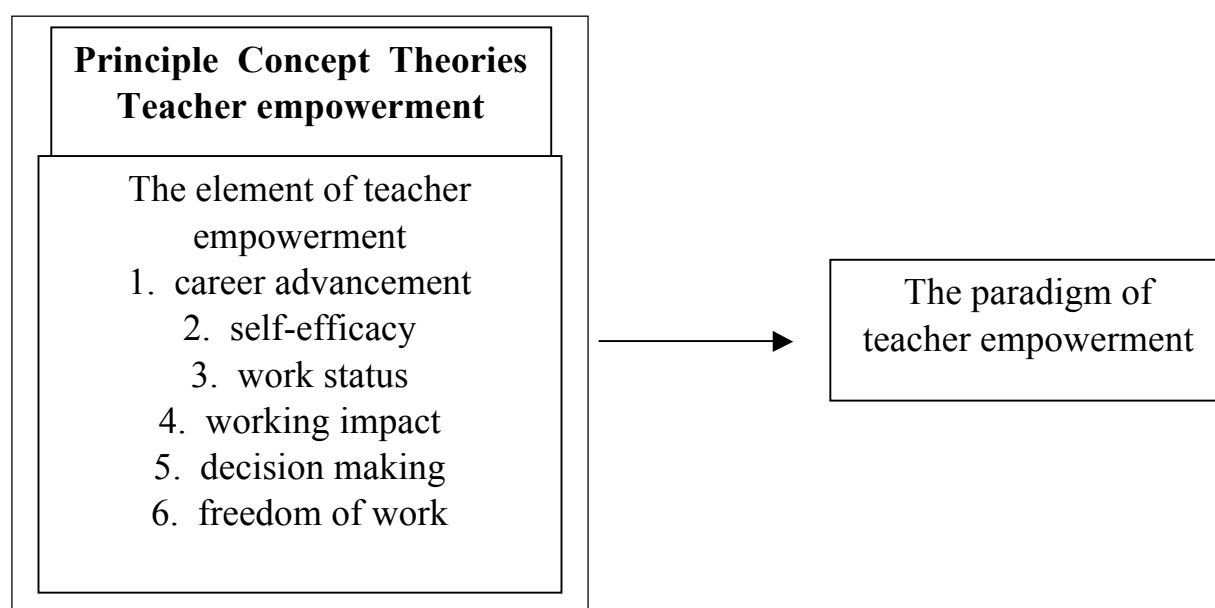 Principle Concept Theories
Teacher empowerment
The element of teacher
empowerment
1. career advancement
2. self-efficacy
3. work status
4. working impact
5. decision making
6. freedom of work
The paradigm of
teacher empowerment